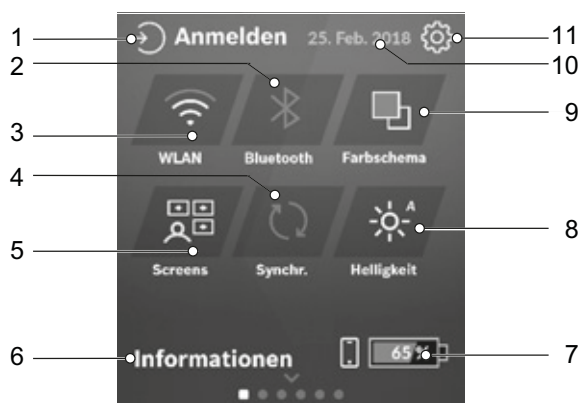 1 Anmelden 25. Feb. 2018 11
2 10
3 WLAN Bluetooth Farbschema 9
4
5 Screens Synchr. Helligkeit 8
A
6 Informationen 65 % 7